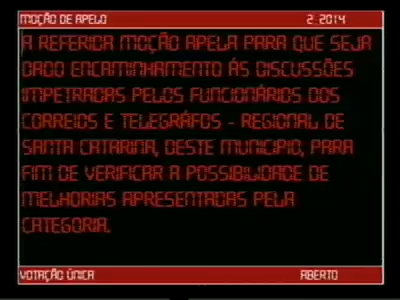 MOÇÃO DE APELO 2 2014
A REFERIDA MOÇÃO APELA PARA QUE SEJA
DADO ENCAMINHAMENTO ÁS DISCUSSÕES
IMPETRADAS PELOS FUNCIONÁRIOS DOS
CORREIOS E TELEGRÁFOS - REGIONAL DE
SANTA CATARINA, DESTE MUNICIPIO, PARA
FIM DE VERIFICAR A POSSIBILIDADE DE
MELHORIAS APRESENTADAS PELA
CATEGORIA.
VOTAÇÃO ÚNICA ABERTO